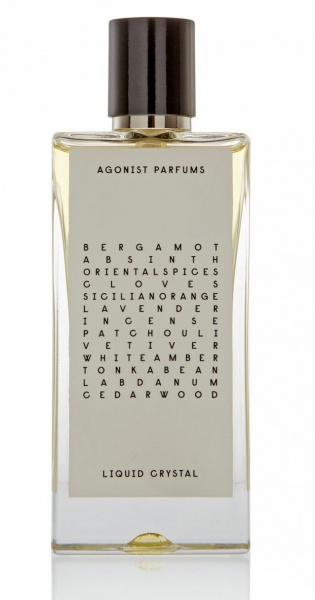 AGONIST PARFUMS
BERGAMOT
ABSINTH
ORIENTALSPICES
CLOVES
SICILIANORANGE
LAVENDER
INCENSE
PATCHOULI
VETIVER
WHITEAMBER
TONKABEAN
LABDANUM
CEDARWOOD
LIQUID CRYSTAL